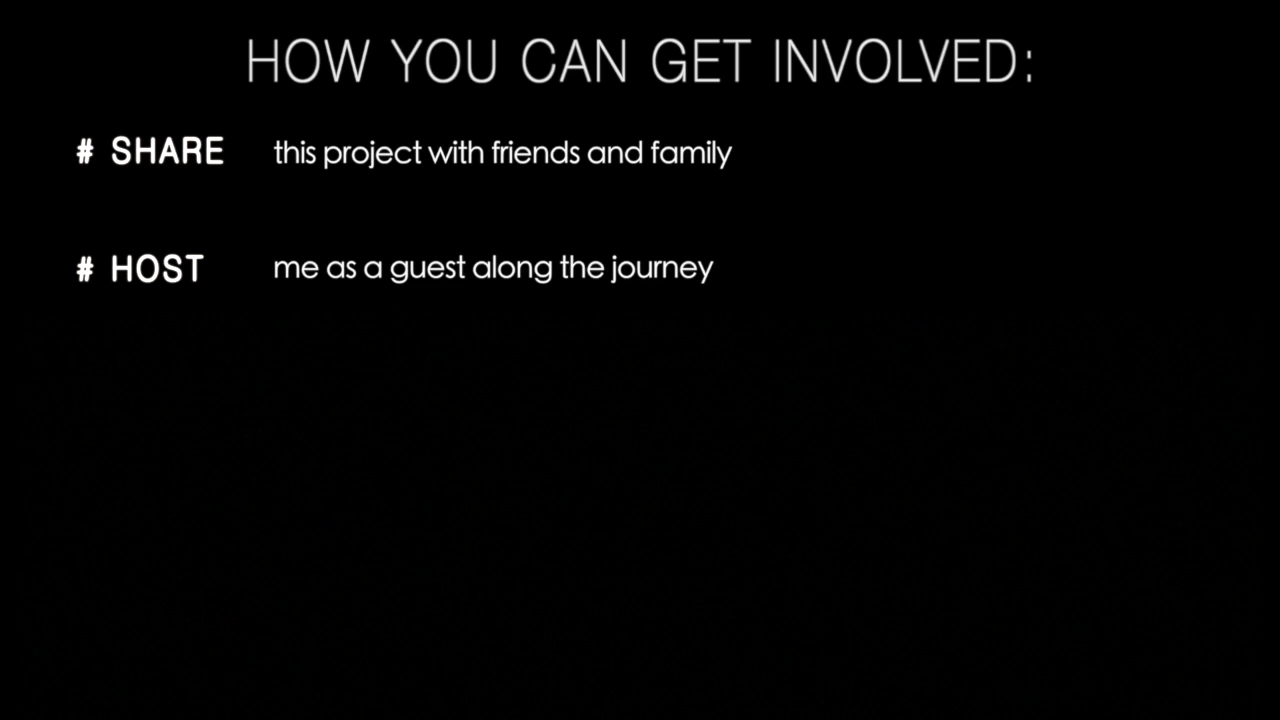 HOW YOU CAN GET INVOLVED:
# SHARE this project with friends and family
# HOST me as a guest along the journey